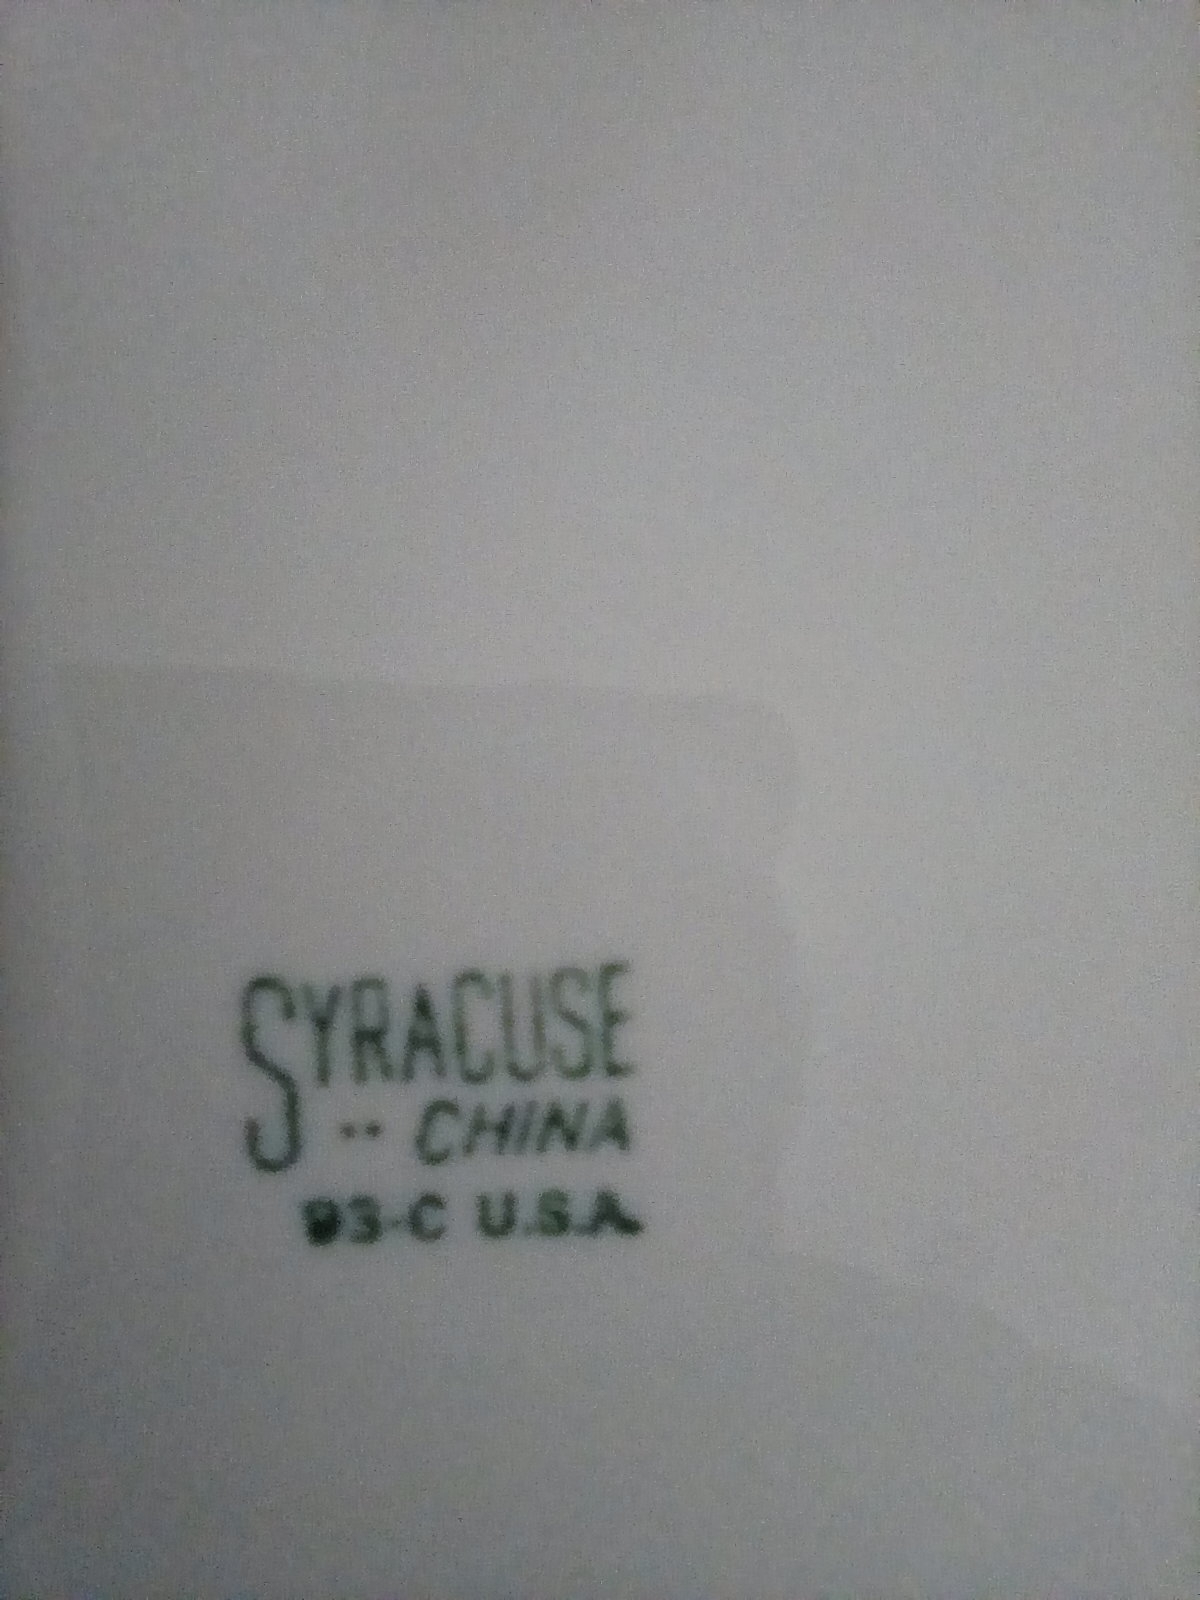 SYRACUSE
·· CHINA
93-C U.S.A.